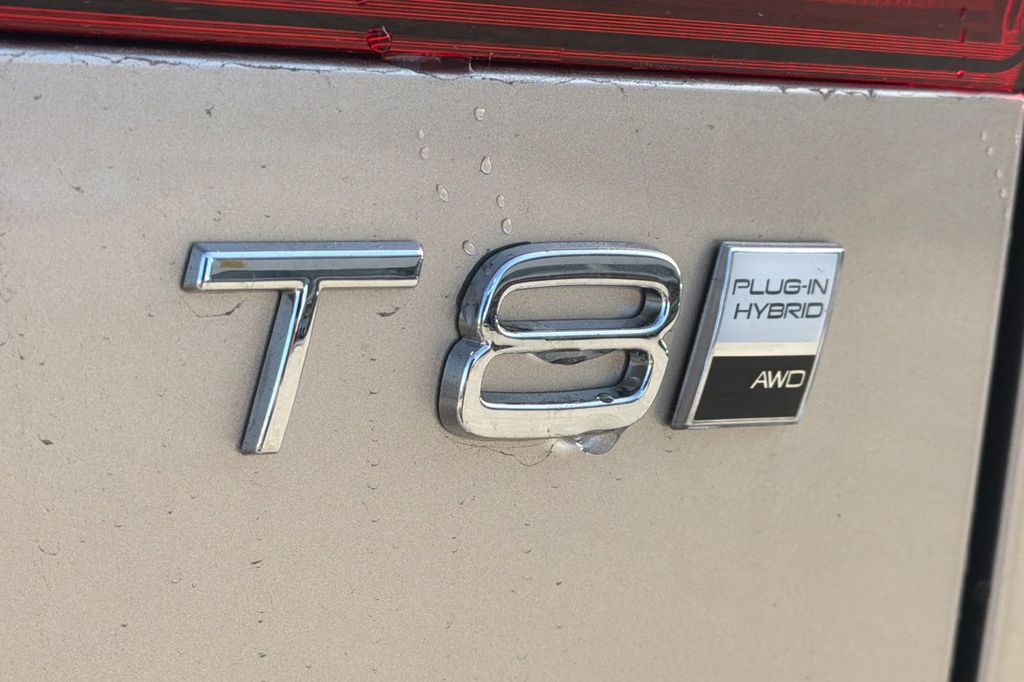 T8
PLUG-IN
HYBRID
AWD